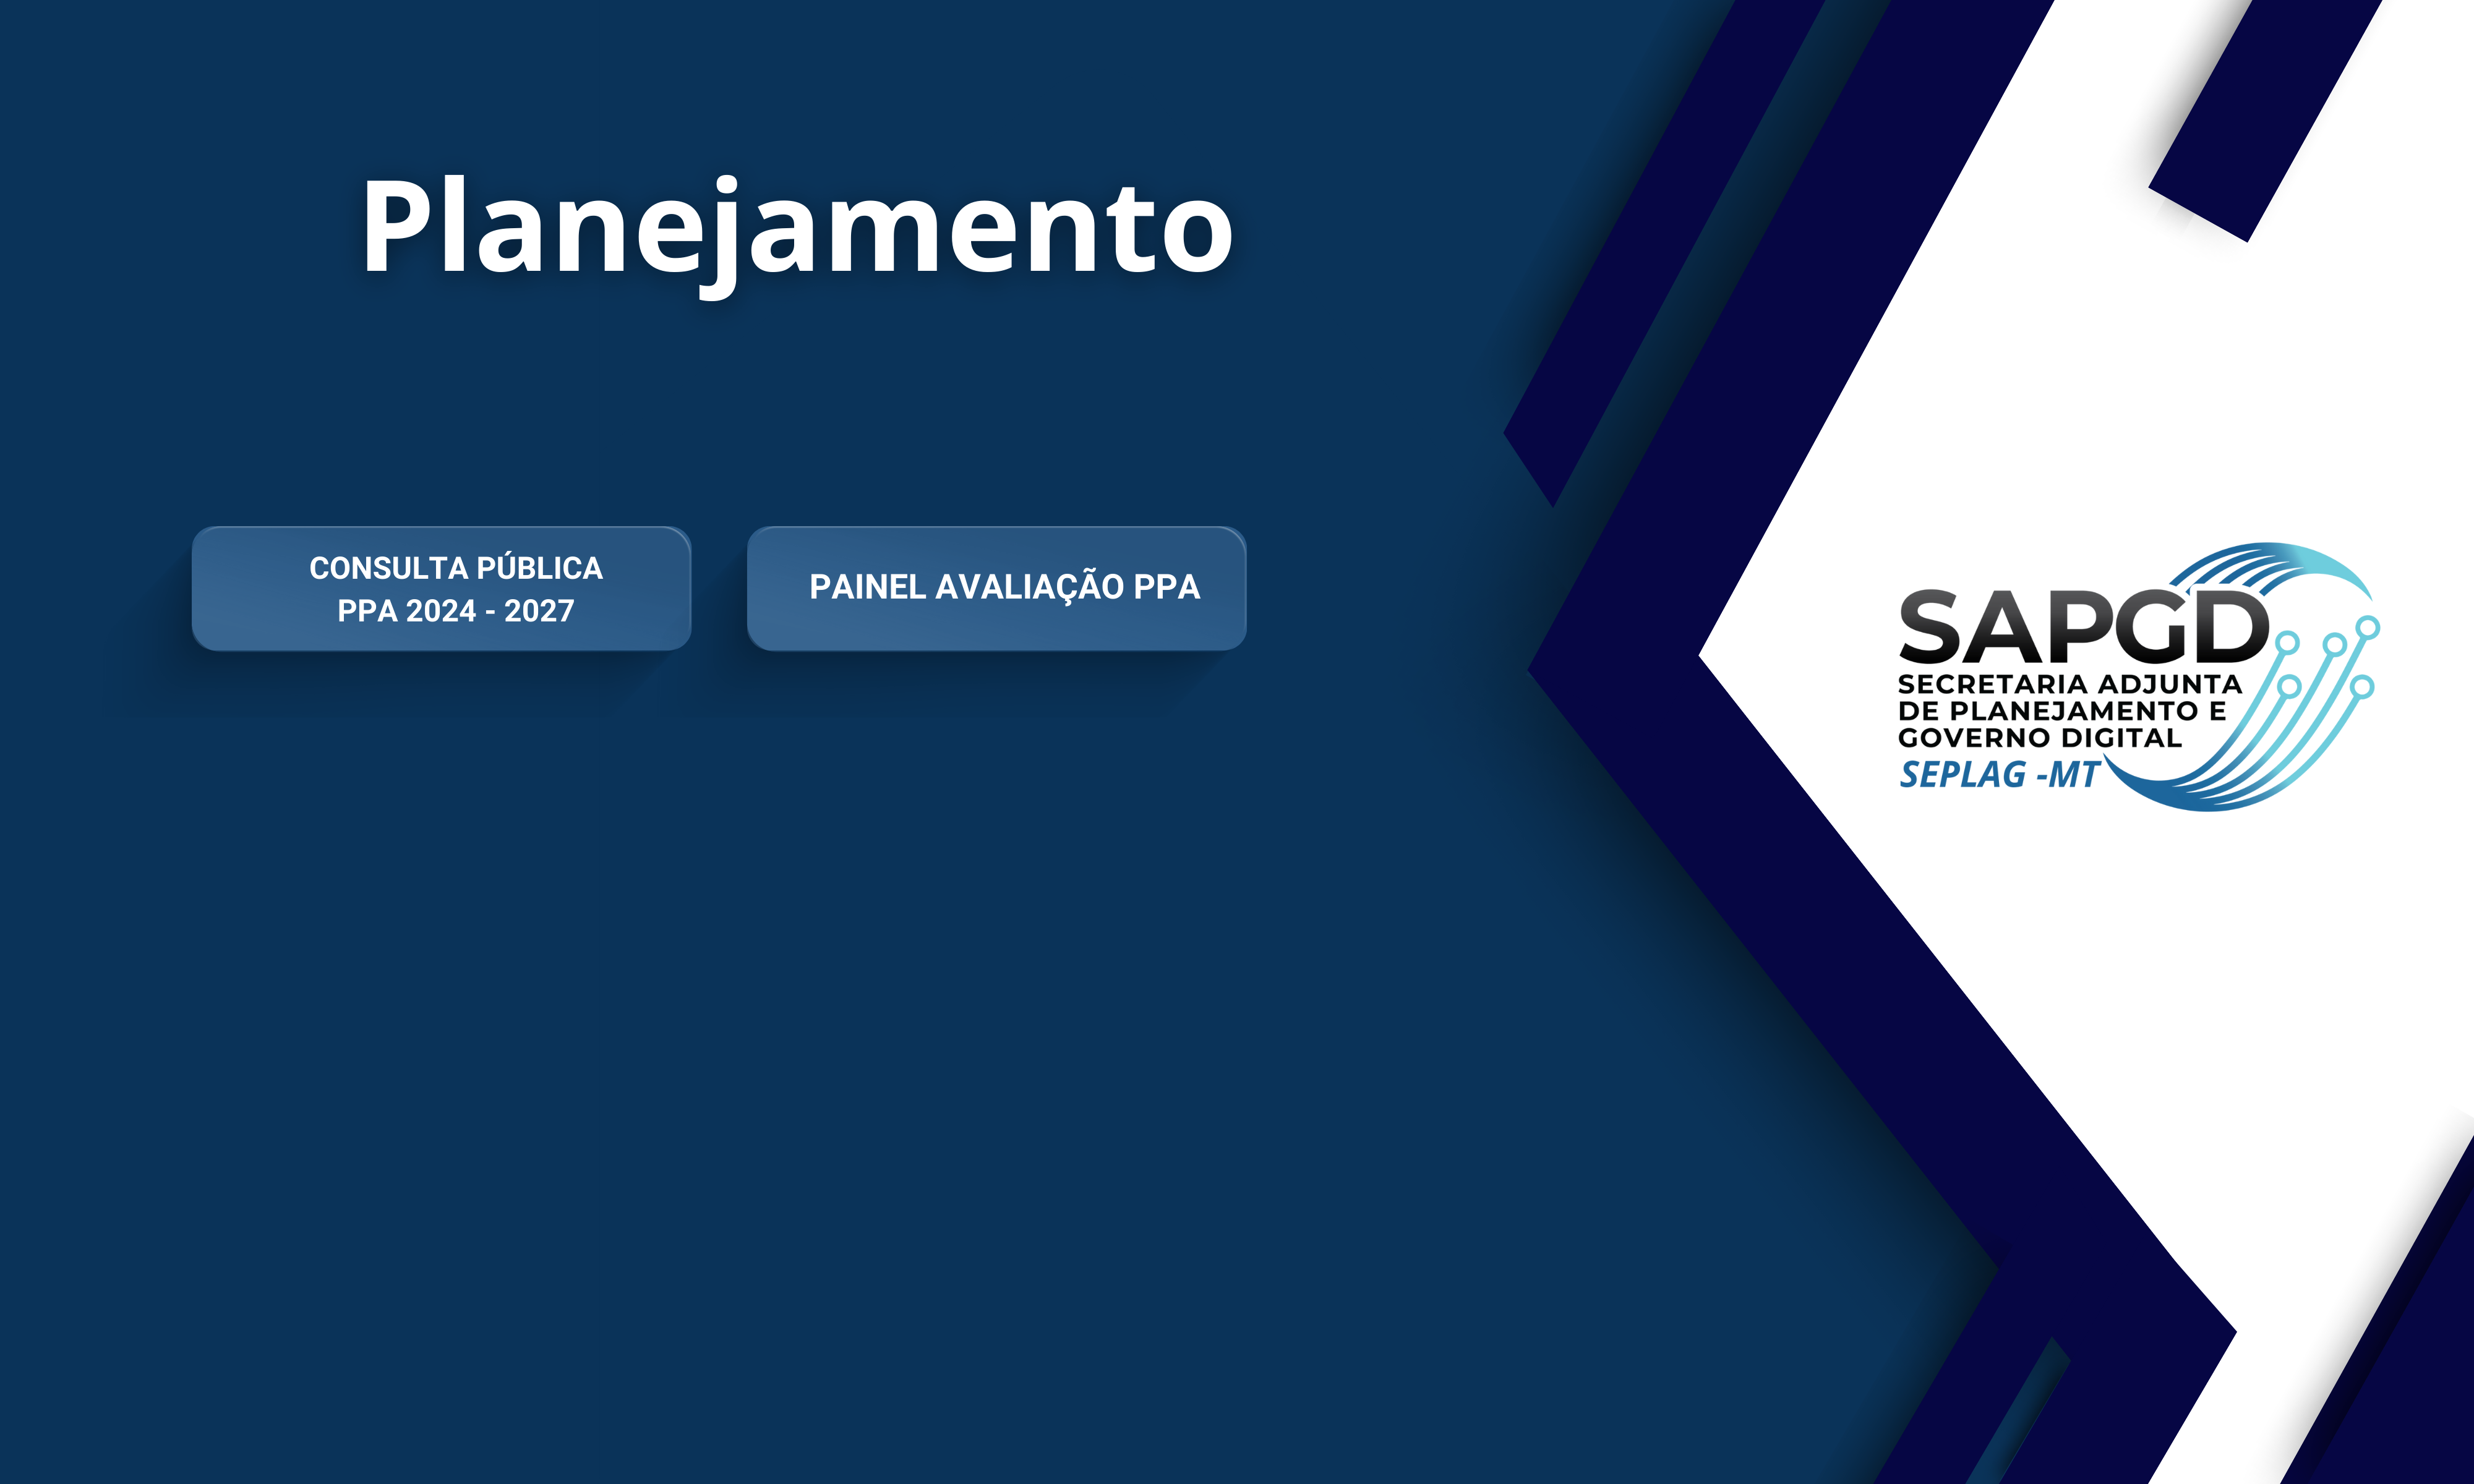 Planejamento
CONSULTA PÚBLICA
PPA 2024 - 2027
PAINEL AVALIAÇÃO PPA
SAPGD
SECRETARIA ADJUNTA
DE PLANEJAMENTO E
GOVERNO DIGITAL
SEPLAG -MT